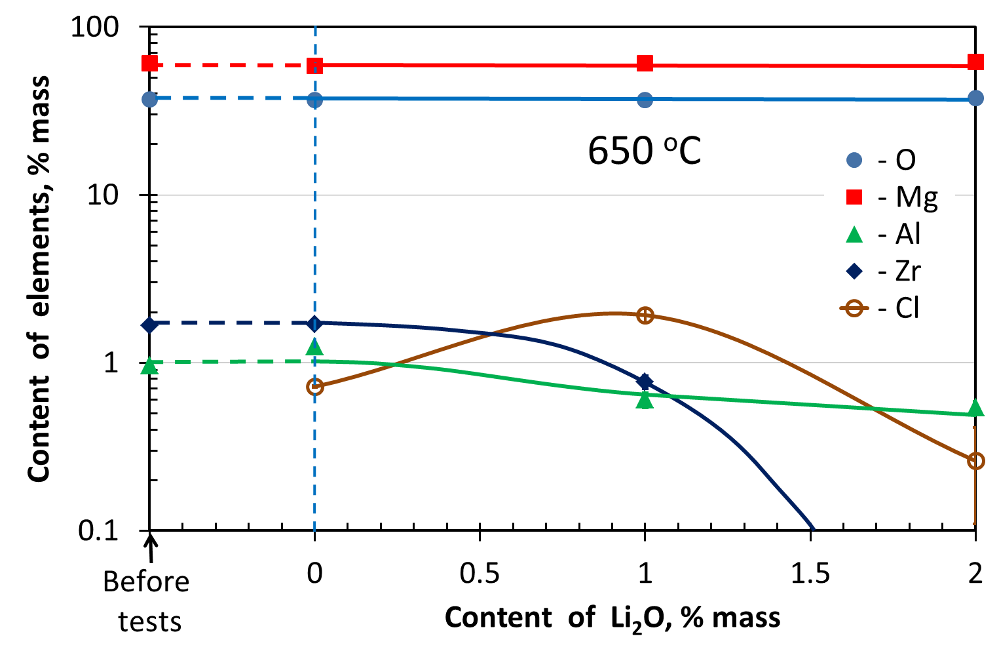 100
10
1
0.1
Content of elements, % mass
650 °C
- O
- Mg
- Al
- Zr
- Cl
0 0.5 1 1.5 2
Before
tests
Content of Li₂O, % mass